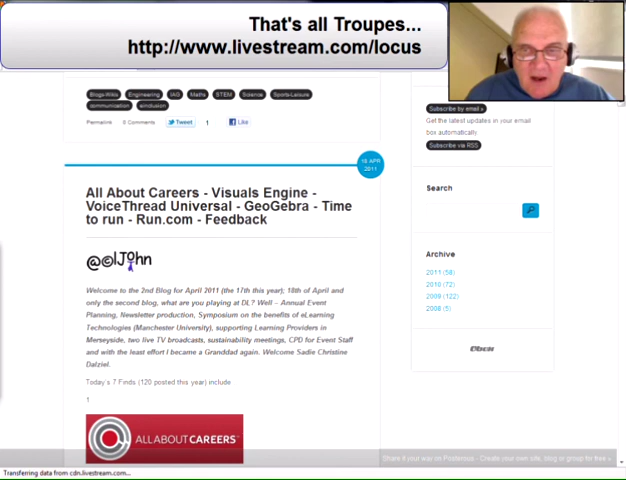 That's all Troupes...
http://www.livestream.com/locus
Blogs-Wikis Engineering IAG Maths STEM Science Sports-Leisure
communication einclusion
Permalink 0 Comments Tweet 1 Like
Subscribe by email »
Get the latest updates in your email
box automatically.
Subscribe via RSS
18 APR
2011
All About Careers - Visuals Engine -
VoiceThread Universal - GeoGebra - Time
to run - Run.com - Feedback
@©lJohn
Welcome to the 2nd Blog for April 2011 (the 17th this year); 18th of April and
only the second blog, what are you playing at DL? Well – Annual Event
Planning, Newsletter production, Symposium on the benefits of eLearning
Technologies (Manchester University), supporting Learning Providers in
Merseyside, two live TV broadcasts, sustainability meetings, CPD for Event Staff
and with the least effort I became a Granddad again. Welcome Sadie Christine
Dalziel.
Today's 7 Finds (120 posted this year) include
1
ALLABOUTCAREERS
Search
Archive
2011 (58)
2010 (72)
2009 (122)
2008 (5)
Share it your way on Posterous - Create your own site, blog or group for free »
Transferring data from cdn.livestream.com...